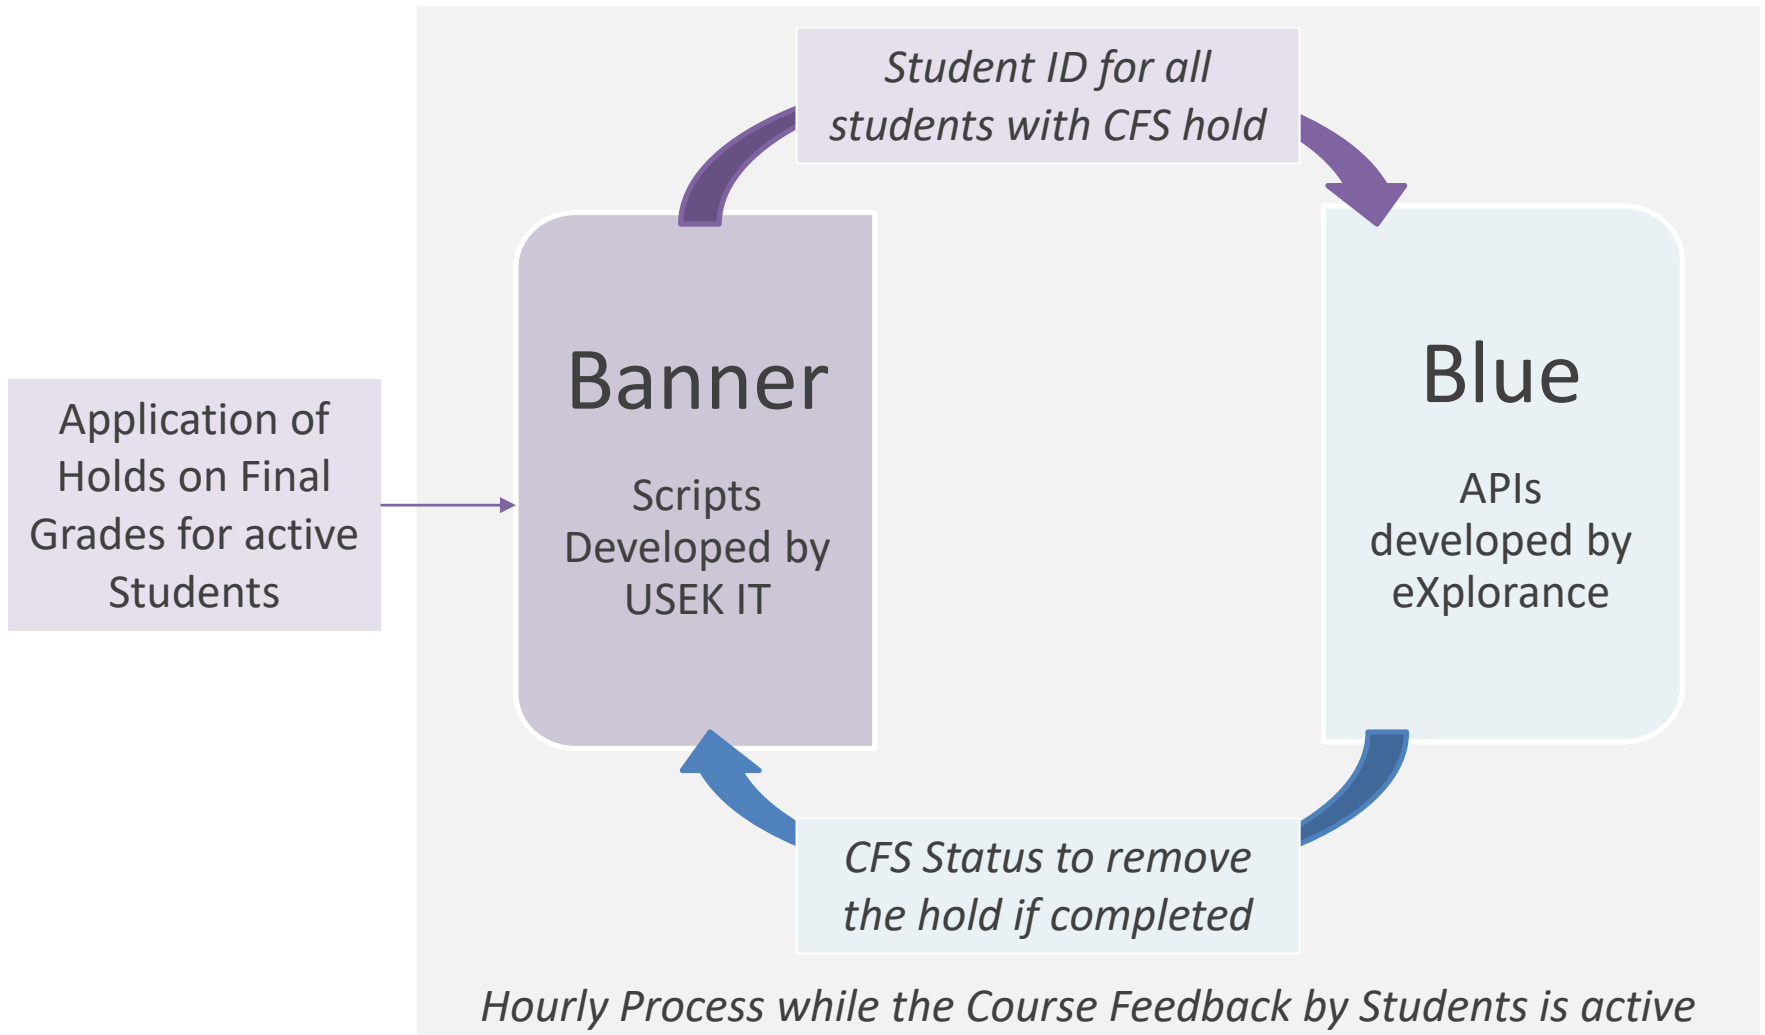 Student ID for all
students with CFS hold
Application of
Holds on Final
Grades for active
Students
Banner
Scripts
Developed by
USEK IT
Blue
APIs
developed by
eXplorance
CFS Status to remove
the hold if completed
Hourly Process while the Course Feedback by Students is active